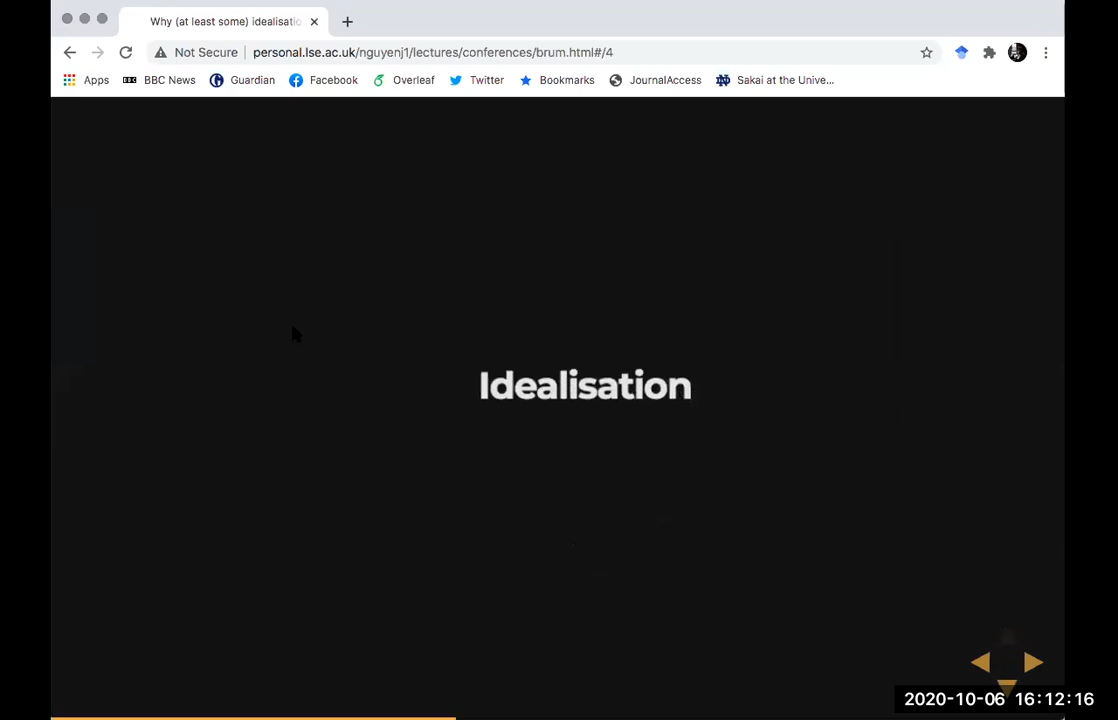 Why (at least some) idealisatio
Not Secure personal.lse.ac.uk/nguyenj1/lectures/conferences/brum.html#/4
Apps BBC News Guardian Facebook Overleaf Twitter Bookmarks JournalAccess Sakai at the Unive...
Idealisation
2020-10-06 16:12:16